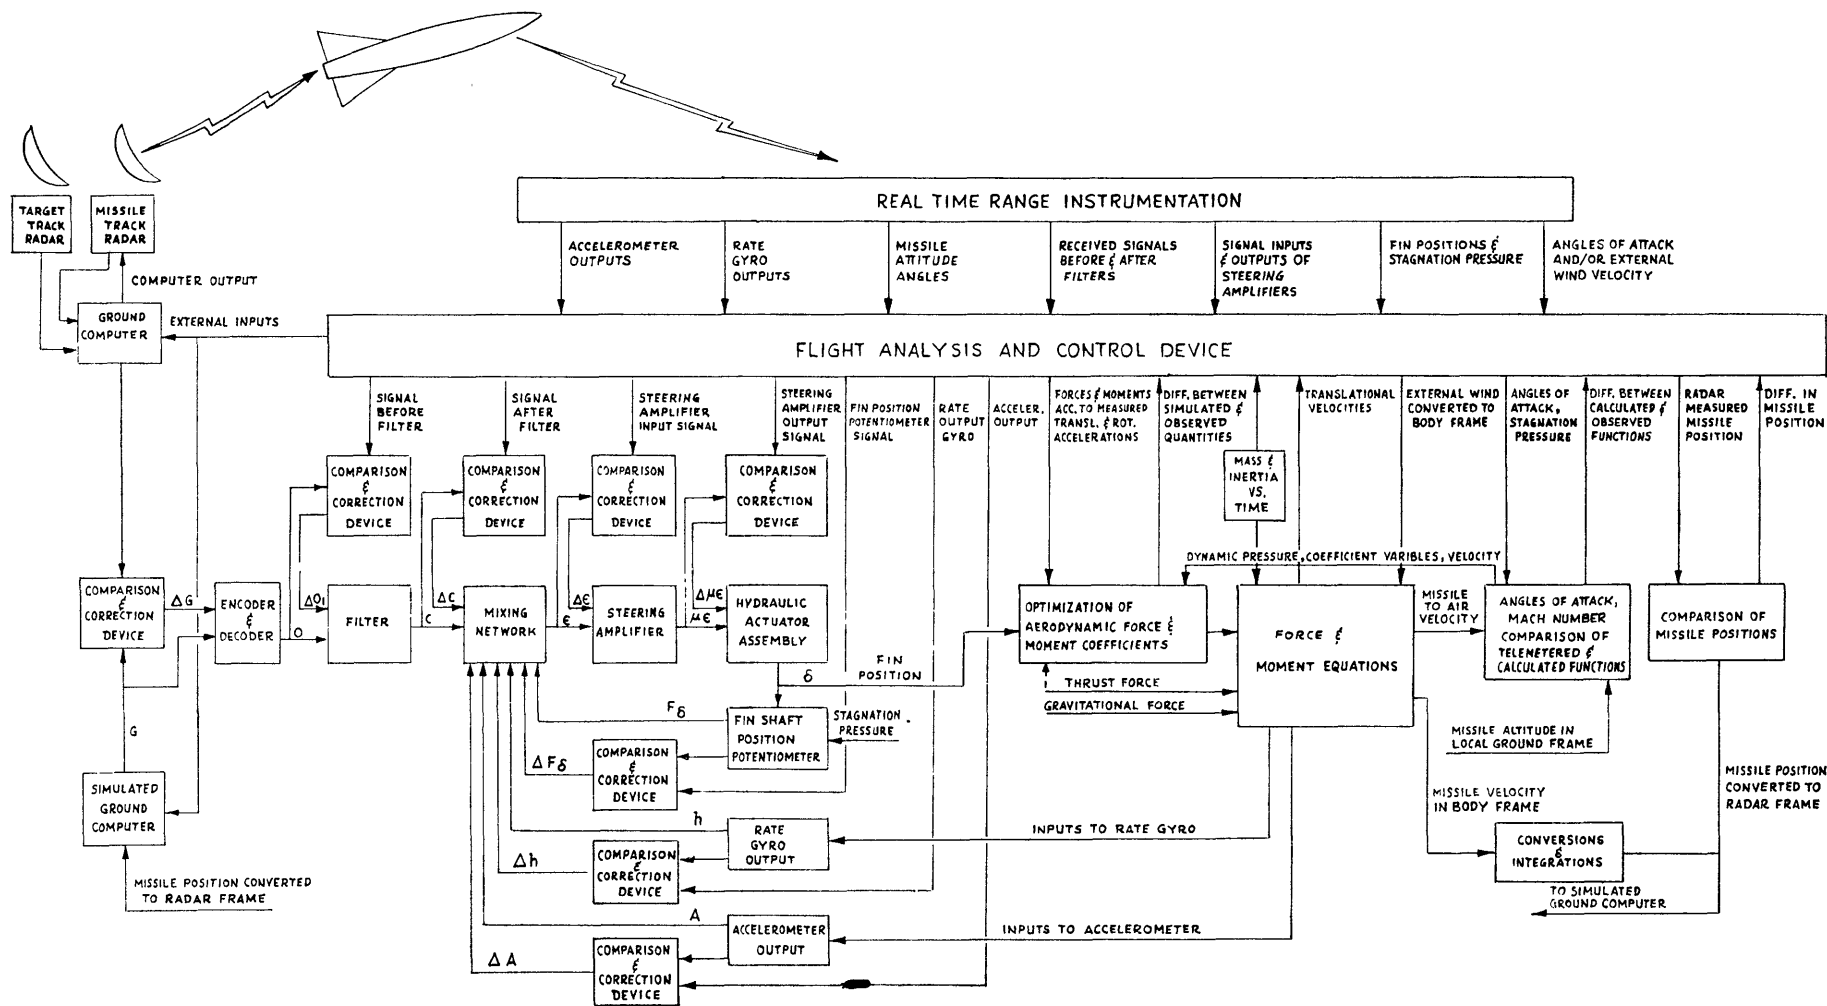 TARGET
TRACK
RADAR
MISSILE
TRACK
RADAR
COMPUTER OUTPUT
GROUND
COMPUTER
EXTERNAL INPUTS
REAL TIME RANGE INSTRUMENTATION
ACCELEROMETER
OUTPUTS
RATE
GYRO
OUTPUTS
MISSILE
ATTITUDE
ANGLES
RECEIVED SIGNALS
BEFORE & AFTER
FILTERS
SIGNAL INPUTS
& OUTPUTS OF
STEERING
AMPLIFIERS
FIN POSITIONS &
STAGNATION PRESSURE
ANGLES OF ATTACK
AND/OR EXTERNAL
WIND VELOCITY
FLIGHT ANALYSIS AND CONTROL DEVICE
SIGNAL
BEFORE
FILTER
SIGNAL
AFTER
FILTER
STEERING
AMPLIFIER
INPUT SIGNAL
STEERING
AMPLIFIER
OUTPUT
SIGNAL
FIN POSITION
POTENTIOMETER
SIGNAL
RATE
OUTPUT
GYRO
ACCELER.
OUTPUT
FORCES & MOMENTS
ACC. TO MEASURED
TRANSL. & ROT.
ACCELERATIONS
DIFF. BETWEEN
SIMULATED &
OBSERVED
QUANTITIES
MASS &
INERTIA
VS.
TIME
TRANSLATIONAL
VELOCITIES
EXTERNAL WIND
CONVERTED TO
BODY FRAME
ANGLES OF
ATTACK,
STAGNATION
PRESSURE
DIFF. BETWEEN
CALCULATED &
OBSERVED
FUNCTIONS
RADAR
MEASURED
MISSILE
POSITION
DIFF. IN
MISSILE
POSITION
COMPARISON
&
CORRECTION
DEVICE
COMPARISON
&
CORRECTION
DEVICE
COMPARISON
&
CORRECTION
DEVICE
COMPARISON
&
CORRECTION
DEVICE
DYNAMIC PRESSURE, COEFFICIENT VARIBLES, VELOCITY
COMPARISON
&
CORRECTION
DEVICE
ΔG
ENCODER
&
DECODER
O
ΔO₁
FILTER
ΔC
C
MIXING
NETWORK
Δϵ
ϵ
STEERING
AMPLIFIER
Δμϵ
μϵ
HYDRAULIC
ACTUATOR
ASSEMBLY
δ
FIN
POSITION
OPTIMIZATION OF
AERODYNAMIC FORCE &
MOMENT COEFFICIENTS
THRUST FORCE
GRAVITATIONAL FORCE
FORCE &
MOMENT EQUATIONS
MISSILE
TO AIR
VELOCITY
ANGLES OF ATTACK,
MACH NUMBER
COMPARISON OF
TELENETERED &
CALCULATED FUNCTIONS
COMPARISON OF
MISSILE POSITIONS
G
Fδ
FIN SHAFT
POSITION
POTENTIOMETER
STAGNATION
PRESSURE
ΔFδ
COMPARISON
&
CORRECTION
DEVICE
MISSILE ALTITUDE IN
LOCAL GROUND FRAME
MISSILE VELOCITY
IN BODY FRAME
MISSILE POSITION
CONVERTED TO
RADAR FRAME
SIMULATED
GROUND
COMPUTER
h
RATE
GYRO
OUTPUT
INPUTS TO RATE GYRO
Δh
COMPARISON
&
CORRECTION
DEVICE
CONVERSIONS
&
INTEGRATIONS
MISSILE POSITION CONVERTED
TO RADAR FRAME
TO SIMULATED
GROUND COMPUTER
A
ACCELEROMETER
OUTPUT
INPUTS TO ACCELEROMETER
ΔA
COMPARISON
&
CORRECTION
DEVICE